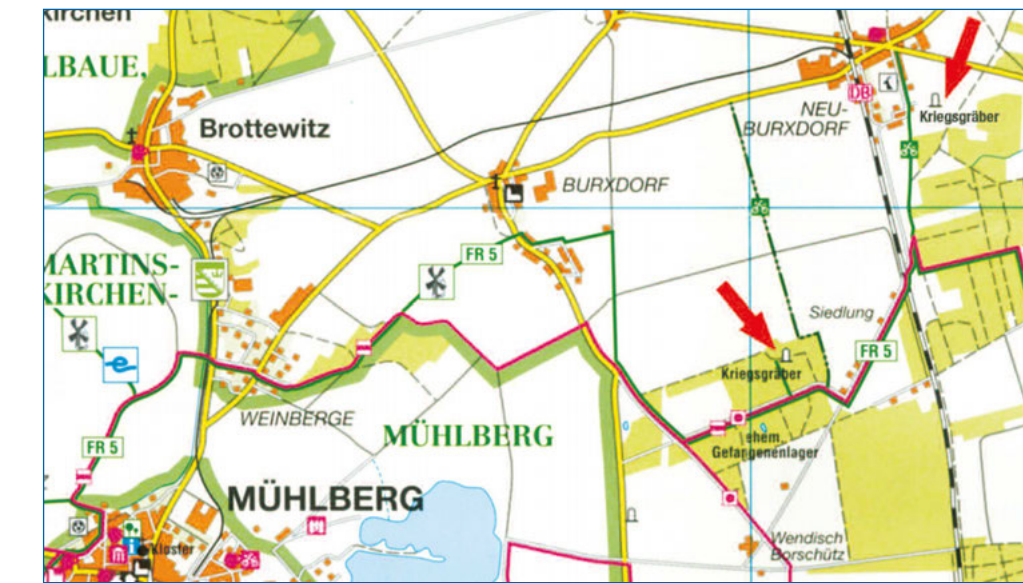 kirchen
LBAUE,
Brottewitz
NEU-
BURXDORF
DB
Kriegsgräber
BURXDORF
FR 5
MARTINS-
KIRCHEN-
Siedlung
FR 5
Kriegsgräber
WEINBERGE
MÜHLBERG
FR 5
ehem.
Gefangenenlager
MÜHLBERG
Wendisch
Borschütz
Kloster